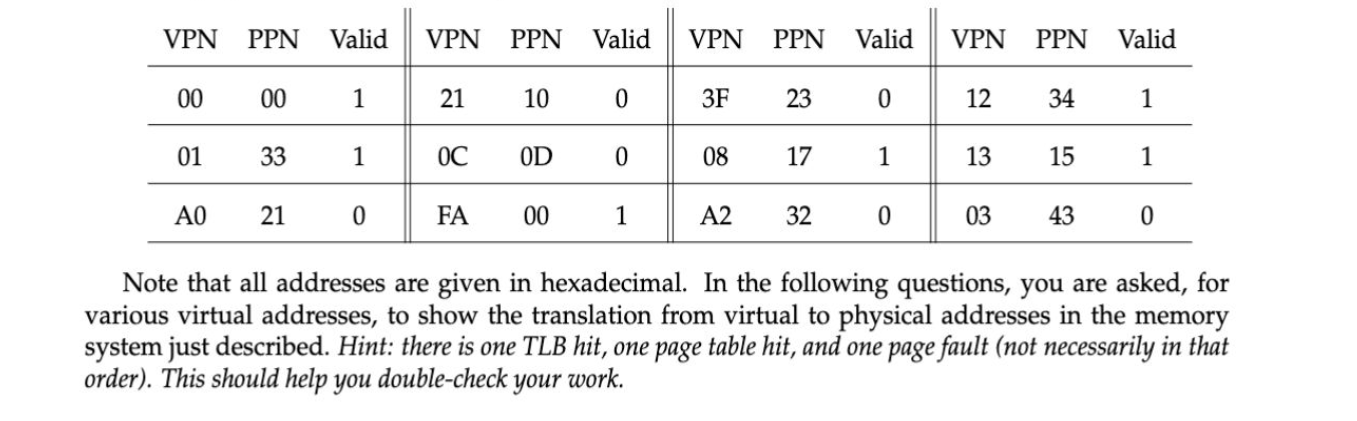 VPN PPN Valid VPN PPN Valid VPN PPN Valid VPN PPN Valid
00 00 1 21 10 0 3F 23 0 12 34 1
01 33 1 0C 0D 0 08 17 1 13 15 1
A0 21 0 FA 00 1 A2 32 0 03 43 0
Note that all addresses are given in hexadecimal. In the following questions, you are asked, for
various virtual addresses, to show the translation from virtual to physical addresses in the memory
system just described. Hint: there is one TLB hit, one page table hit, and one page fault (not necessarily in that
order). This should help you double-check your work.